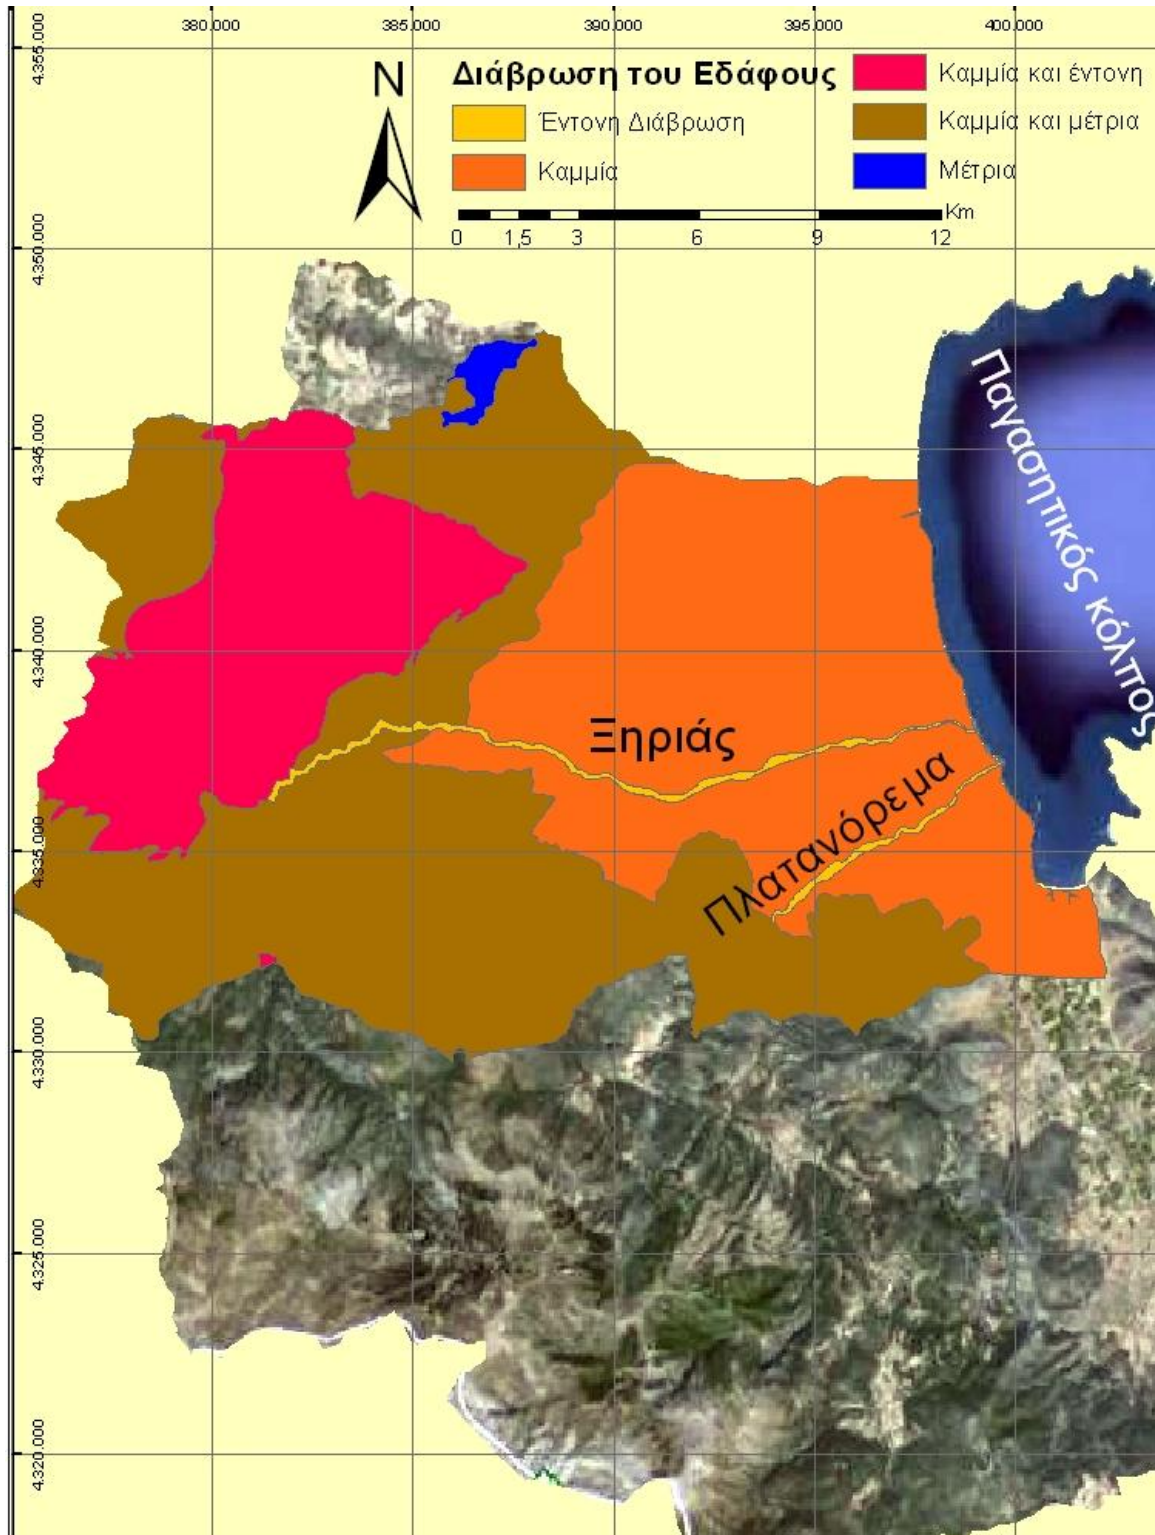 380.000 385.000 390.000 395.000 400.000
4.355.000
N
Διάβρωση του Εδάφους
Έντονη Διάβρωση
Καμμία
Καμμία και έντονη
Καμμία και μέτρια
Μέτρια
Km
0 1,5 3 6 9 12
4.350.000
4.345.000
Παγασητικός κόλπος
4.340.000
Ξηριάς
Πλατανόρεμα
4.335.000
4.330.000
4.325.000
4.320.000